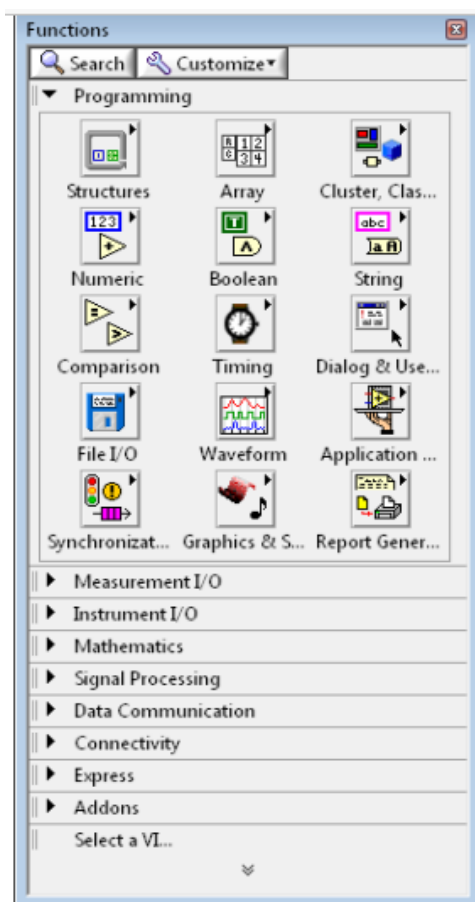 Functions
Search Customize
Programming
Structures Array Cluster, Clas...
Numeric Boolean String
Comparison Timing Dialog & Use...
File I/O Waveform Application ...
Synchronizat... Graphics & S... Report Gener...
Measurement I/O
Instrument I/O
Mathematics
Signal Processing
Data Communication
Connectivity
Express
Addons
Select a VI...